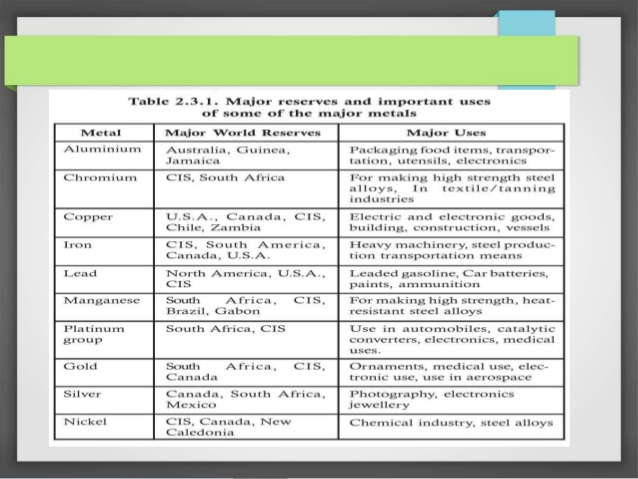 Table 2.3.1. Major reserves and important uses
of some of the major metals
Metal Major World Reserves Major Uses
Aluminium Australia, Guinea, Packaging food items, transpor-
Jamaica tation, utensils, electronics
Chromium CIS, South Africa For making high strength steel
alloys, In textile/tanning
industries
Copper U.S.A., Canada, CIS, Electric and electronic goods,
Chile, Zambia building, construction, vessels
Iron CIS, South America, Heavy machinery, steel produc-
Canada, U.S.A. tion transportation means
Lead North America, U.S.A., Leaded gasoline, Car batteries,
CIS paints, ammunition
Manganese South Africa, CIS, For making high strength, heat-
Brazil, Gabon resistant steel alloys
Platinum South Africa, CIS Use in automobiles, catalytic
group converters, electronics, medical
uses.
Gold South Africa, CIS, Ornaments, medical use, elec-
Canada tronic use, use in aerospace
Silver Canada, South Africa, Photography, electronics
Mexico jewellery
Nickel CIS, Canada, New Chemical industry, steel alloys
Caledonia